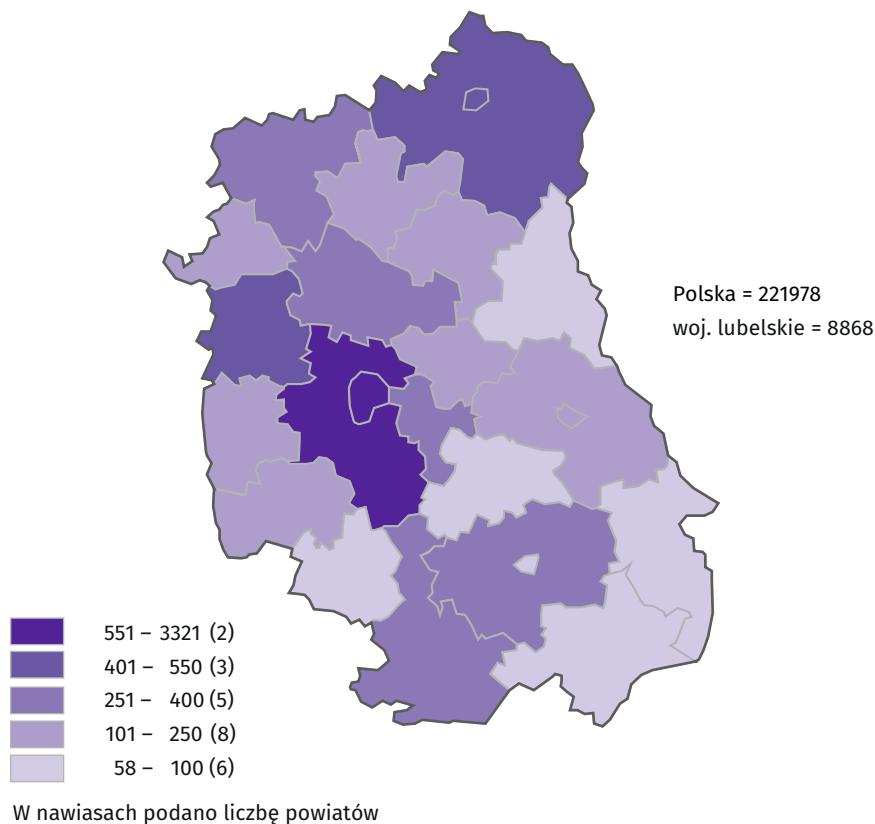 Polska = 221978
woj. lubelskie = 8868
551 – 3321 (2)
401 – 550 (3)
251 – 400 (5)
101 – 250 (8)
58 – 100 (6)
W nawiasach podano liczbę powiatów